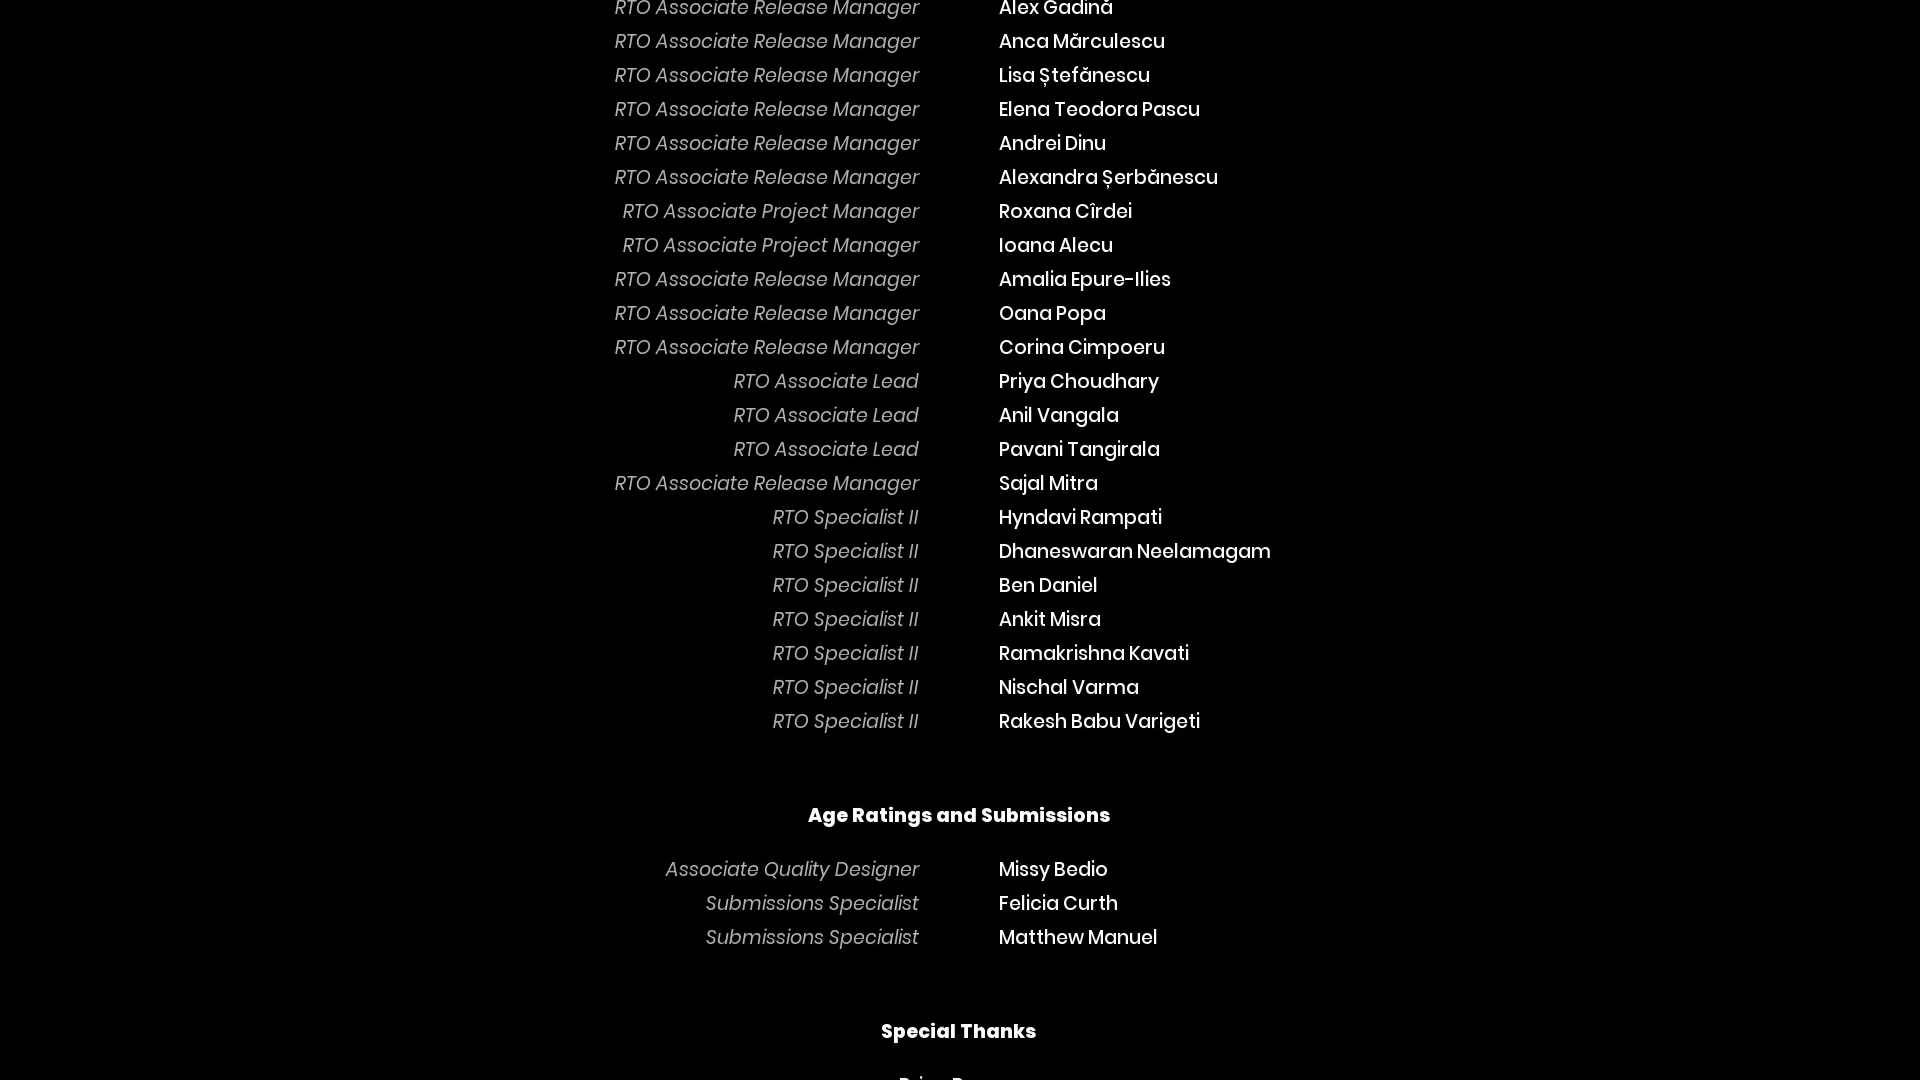 RTO Associate Release Manager Alex Gadină
RTO Associate Release Manager Anca Mărculescu
RTO Associate Release Manager Lisa Ștefănescu
RTO Associate Release Manager Elena Teodora Pascu
RTO Associate Release Manager Andrei Dinu
RTO Associate Release Manager Alexandra Șerbănescu
RTO Associate Project Manager Roxana Cîrdei
RTO Associate Project Manager Ioana Alecu
RTO Associate Release Manager Amalia Epure-Ilies
RTO Associate Release Manager Oana Popa
RTO Associate Release Manager Corina Cimpoeru
RTO Associate Lead Priya Choudhary
RTO Associate Lead Anil Vangala
RTO Associate Lead Pavani Tangirala
RTO Associate Release Manager Sajal Mitra
RTO Specialist II Hyndavi Rampati
RTO Specialist II Dhaneswaran Neelamagam
RTO Specialist II Ben Daniel
RTO Specialist II Ankit Misra
RTO Specialist II Ramakrishna Kavati
RTO Specialist II Nischal Varma
RTO Specialist II Rakesh Babu Varigeti
Age Ratings and Submissions
Associate Quality Designer Missy Bedio
Submissions Specialist Felicia Curth
Submissions Specialist Matthew Manuel
Special Thanks